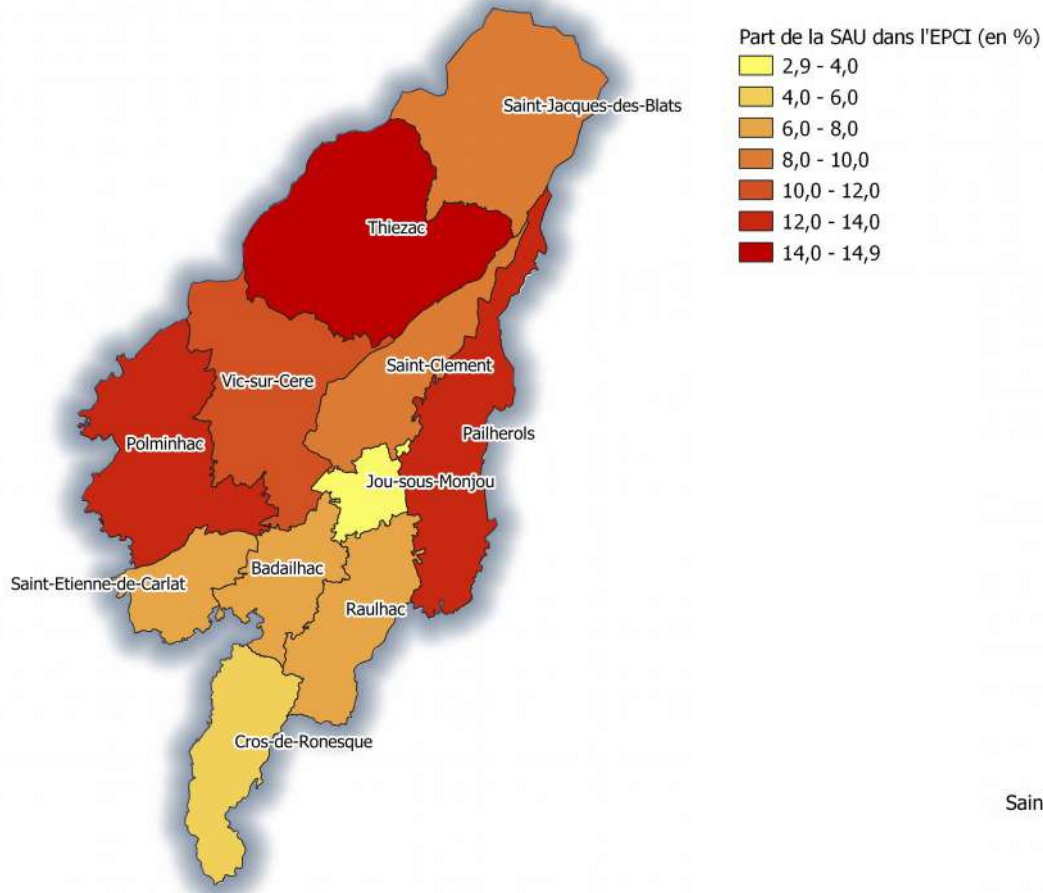 Part de la SAU dans l'EPCI (en %)
2,9 - 4,0
4,0 - 6,0
6,0 - 8,0
8,0 - 10,0
10,0 - 12,0
12,0 - 14,0
14,0 - 14,9
Saint-Jacques-des-Blats
Thiezac
Saint-Clement
Vic-sur-Cere
Pailherols
Polminhac
Jou-sous-Monjou
Badailhac
Saint-Etienne-de-Carlat
Raulhac
Cros-de-Ronesque
Sain